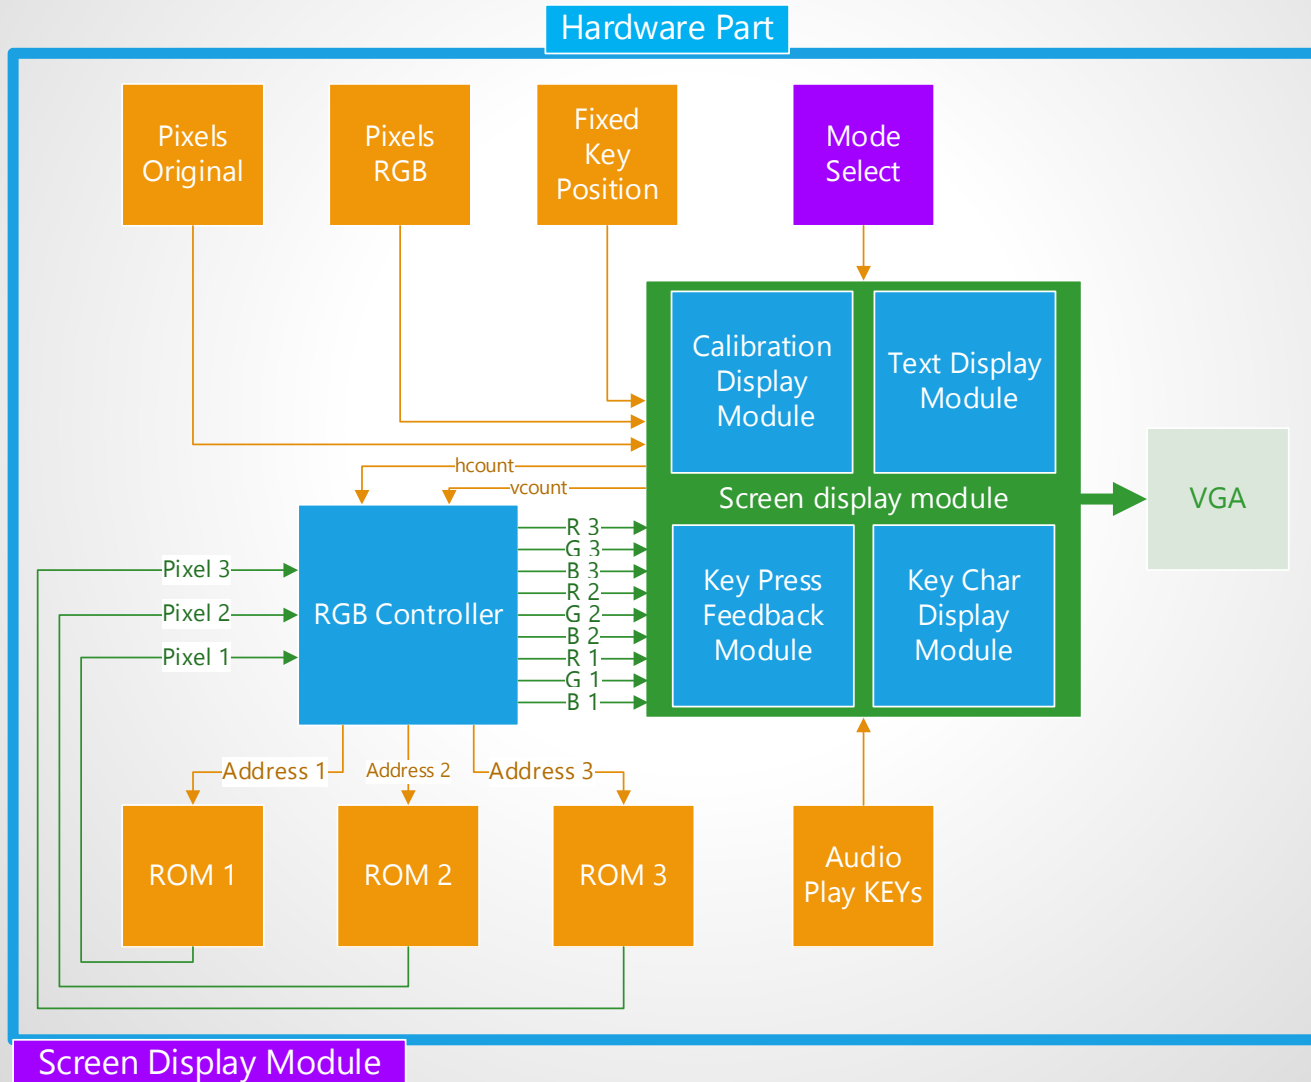 Hardware Part
Pixels
Original
Pixels
RGB
Fixed
Key
Position
Mode
Select
Calibration
Display
Module
Text Display
Module
hcount
vcount
Screen display module
VGA
R 3
G 3
B 3
R 2
G 2
B 2
R 1
G 1
B 1
Pixel 3
Pixel 2
Pixel 1
RGB Controller
Key Press
Feedback
Module
Key Char
Display
Module
Address 1
Address 2
Address 3
ROM 1
ROM 2
ROM 3
Audio
Play KEYs
Screen Display Module